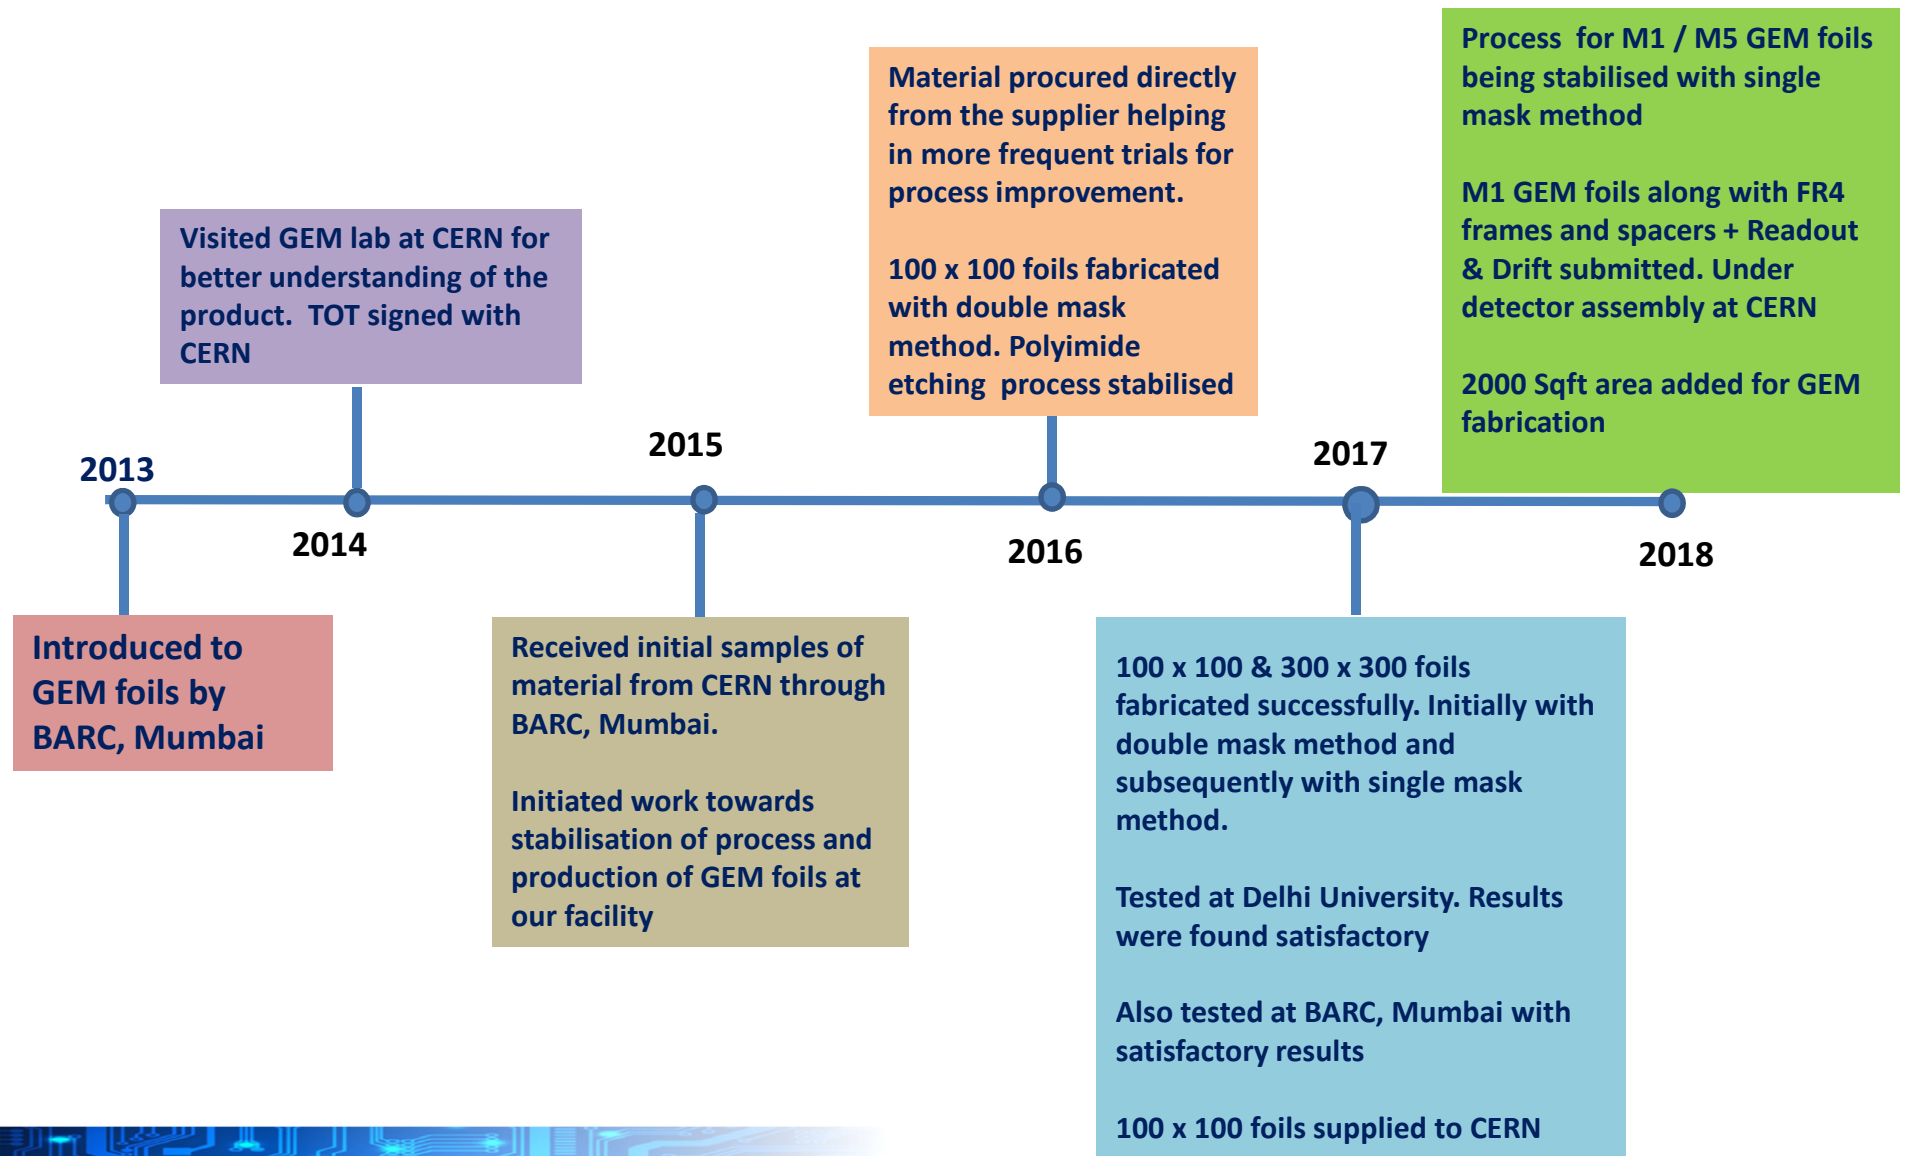 2013
Introduced to
GEM foils by
BARC, Mumbai
Visited GEM lab at CERN for
better understanding of the
product. TOT signed with
CERN
2014
2015
Received initial samples of
material from CERN through
BARC, Mumbai.
Initiated work towards
stabilisation of process and
production of GEM foils at
our facility
Material procured directly
from the supplier helping
in more frequent trials for
process improvement.
100 x 100 foils fabricated
with double mask
method. Polyimide
etching process stabilised
2016
2017
100 x 100 & 300 x 300 foils
fabricated successfully. Initially with
double mask method and
subsequently with single mask
method.
Tested at Delhi University. Results
were found satisfactory
Also tested at BARC, Mumbai with
satisfactory results
100 x 100 foils supplied to CERN
Process for M1 / M5 GEM foils
being stabilised with single
mask method
M1 GEM foils along with FR4
frames and spacers + Readout
& Drift submitted. Under
detector assembly at CERN
2000 Sqft area added for GEM
fabrication
2018